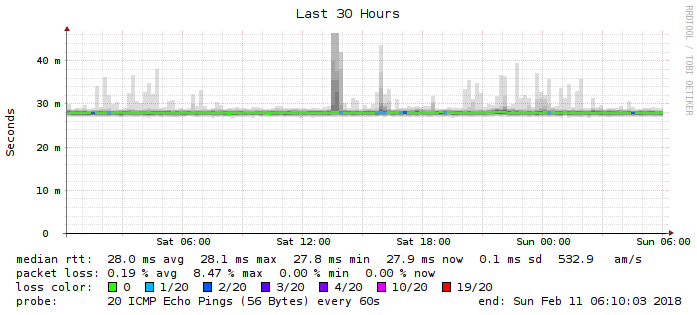 Last 30 Hours
RRDTOOL / TOBI OETIKER
Seconds
40 m
30 m
20 m
10 m
0
Sat 06:00 Sat 12:00 Sat 18:00 Sun 00:00 Sun 06:00
median rtt: 28.0 ms avg 28.1 ms max 27.8 ms min 27.9 ms now 0.1 ms sd 532.9 am/s
packet loss: 0.19 % avg 8.47 % max 0.00 % min 0.00 % now
loss color: 0 1/20 2/20 3/20 4/20 10/20 19/20
probe: 20 ICMP Echo Pings (56 Bytes) every 60s end: Sun Feb 11 06:10:03 2018